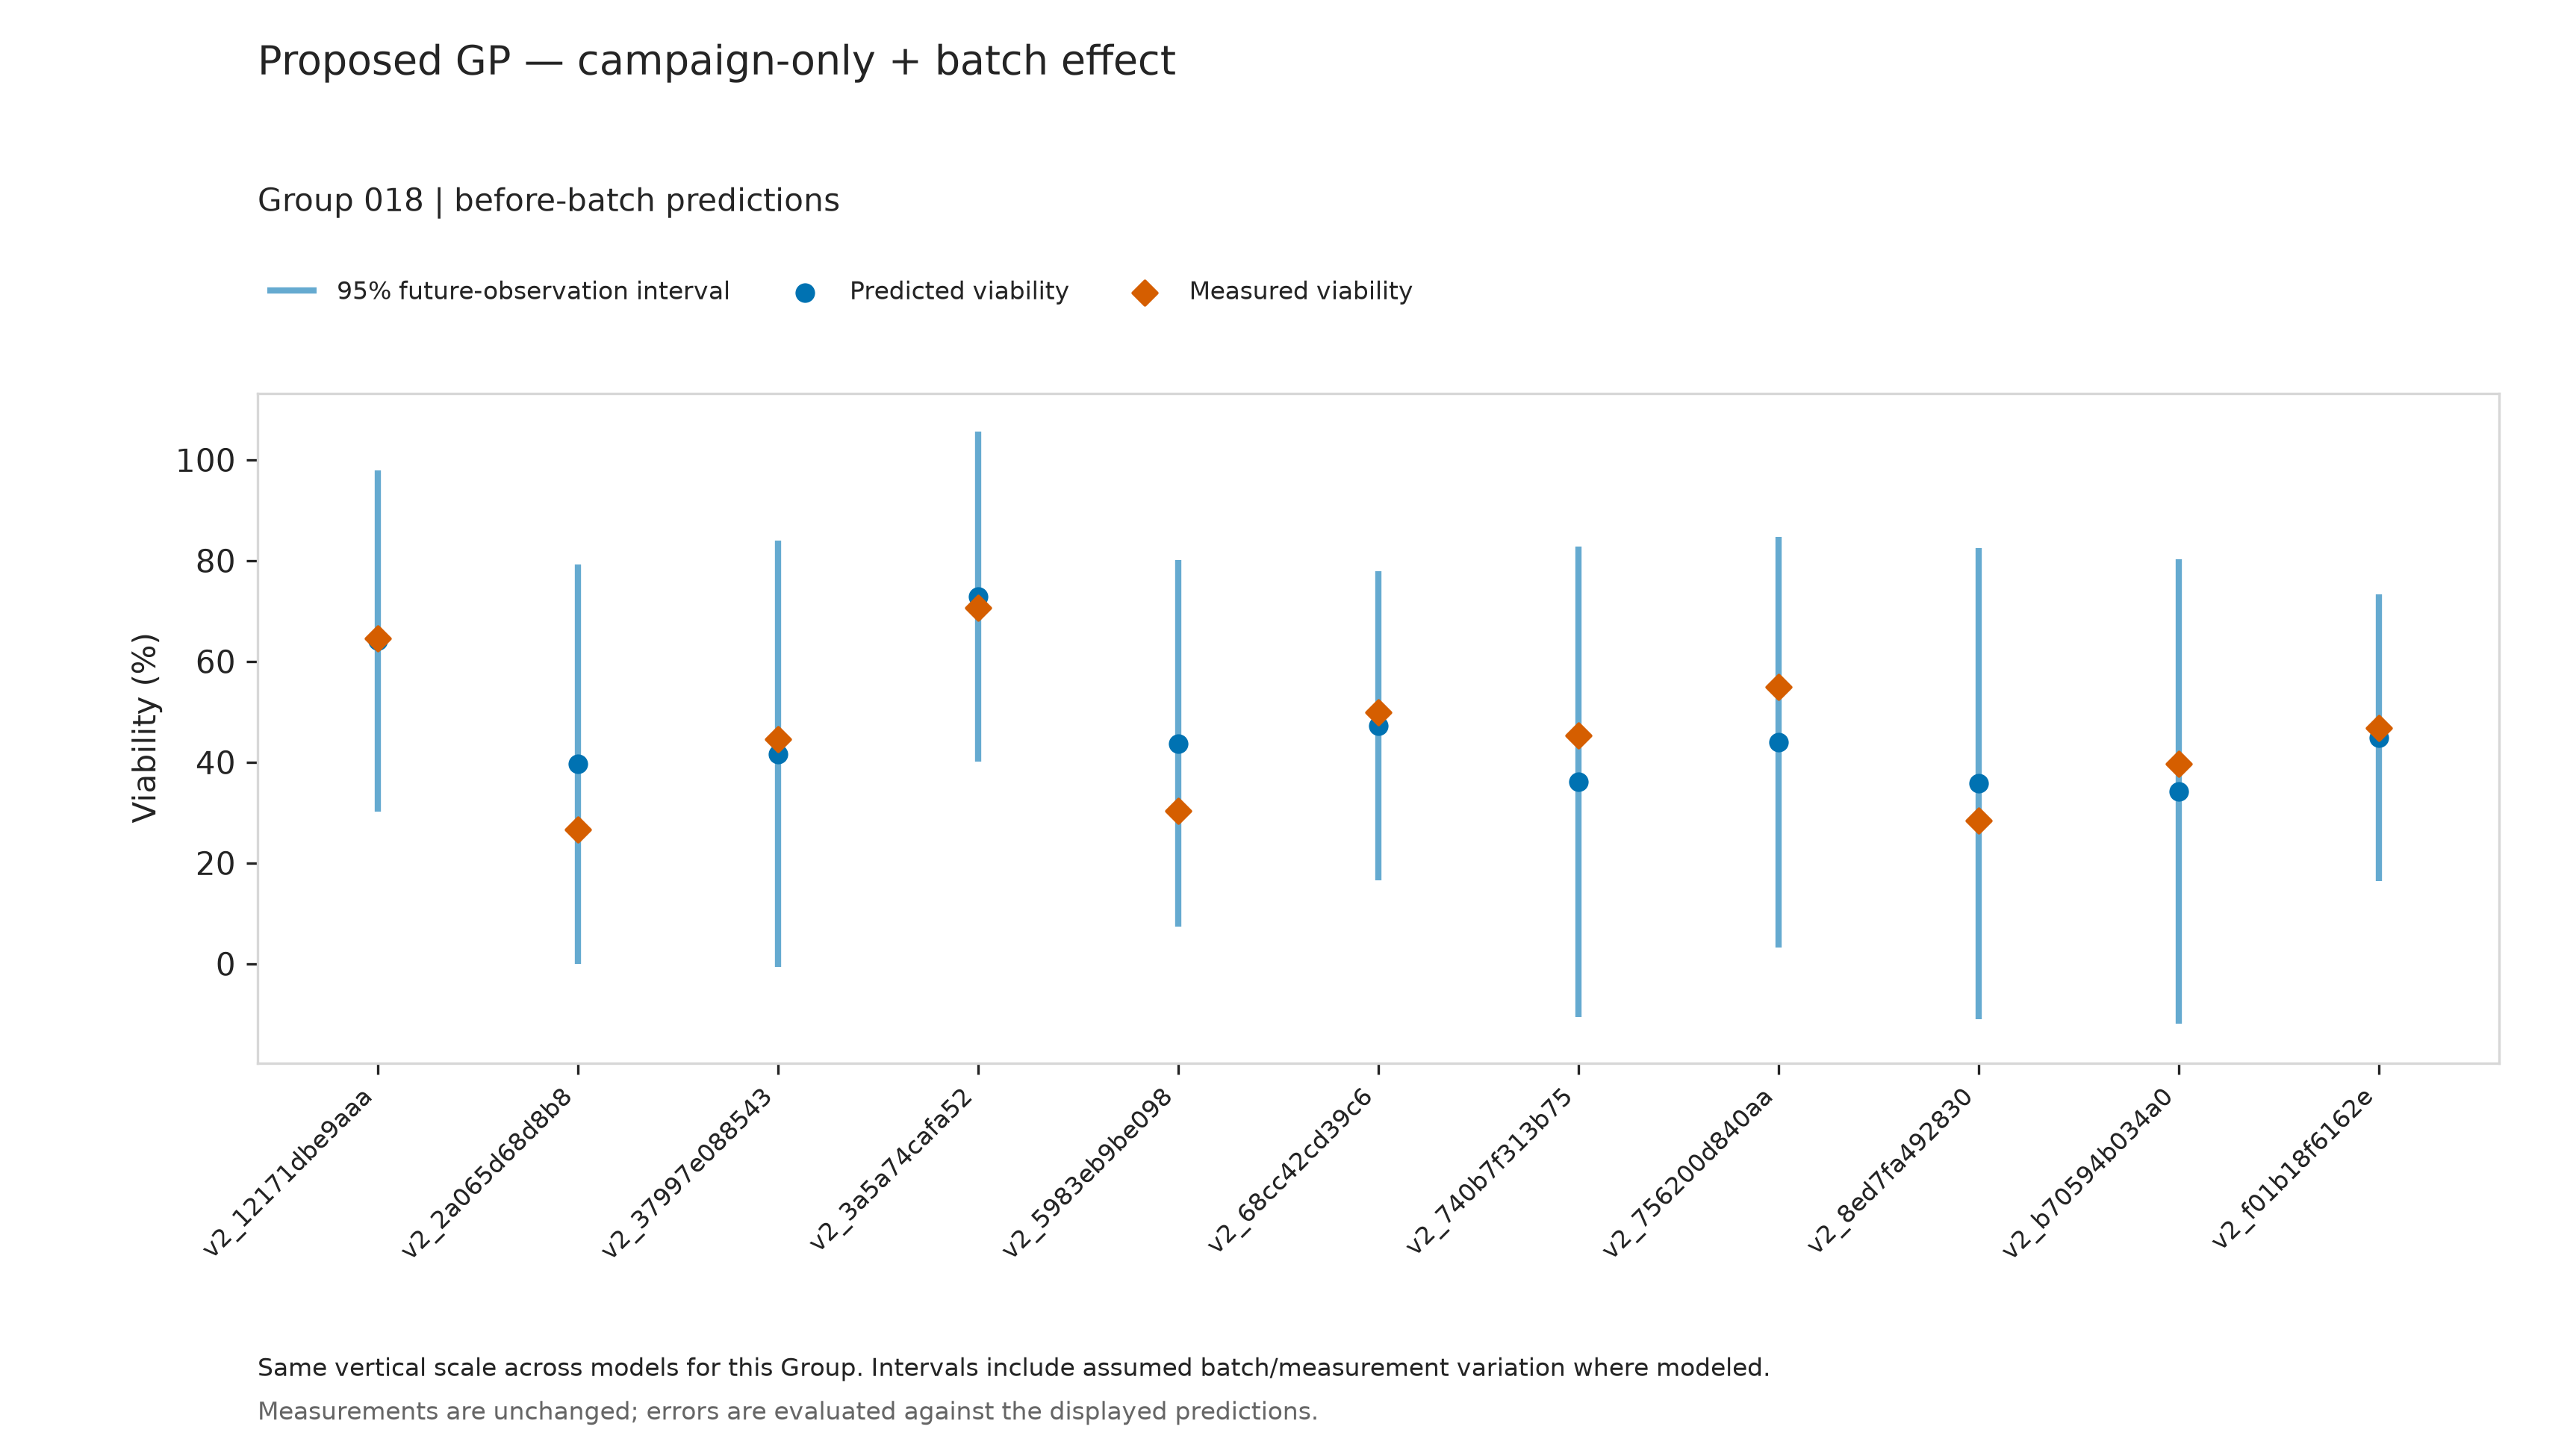 Proposed GP — campaign-only + batch effect
Group 018 | before-batch predictions
95% future-observation interval
Predicted viability
Measured viability
Viability (%)
100
80
60
40
20
0
v2_12171dbe9aaa
v2_2a065d68d8b8
v2_37997e088543
v2_3a5a74cafa52
v2_5983eb9be098
v2_68cc42cd39c6
v2_740b7f313b75
v2_756200d840aa
v2_8ed7fa492830
v2_b70594b034a0
v2_f01b18f6162e
Same vertical scale across models for this Group. Intervals include assumed batch/measurement variation where modeled.
Measurements are unchanged; errors are evaluated against the displayed predictions.